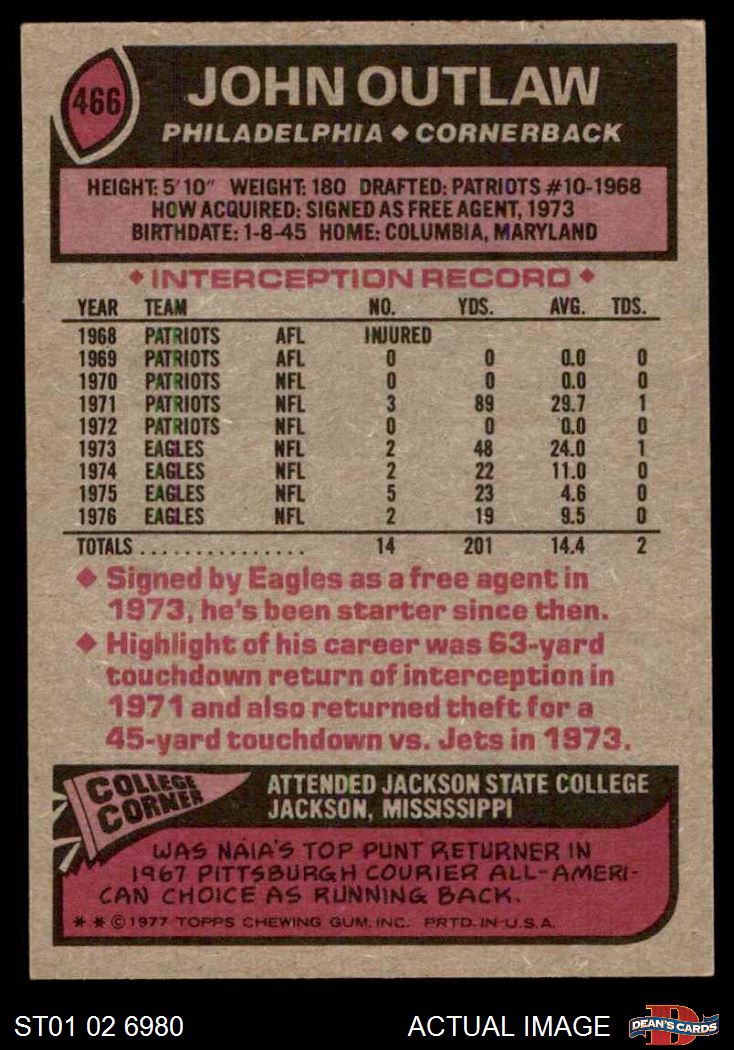 466
JOHN OUTLAW
PHILADELPHIA ◆ CORNERBACK
HEIGHT: 5'10" WEIGHT: 180 DRAFTED: PATRIOTS #10-1968
HOW ACQUIRED: SIGNED AS FREE AGENT, 1973
BIRTHDATE: 1-8-45 HOME: COLUMBIA, MARYLAND
◆ INTERCEPTION RECORD ◆
YEAR TEAM NO. YDS. AVG. TDS.
1968 PATRIOTS AFL INJURED
1969 PATRIOTS AFL 0 0 0.0 0
1970 PATRIOTS NFL 0 0 0.0 0
1971 PATRIOTS NFL 3 89 29.7 1
1972 PATRIOTS NFL 0 0 0.0 0
1973 EAGLES NFL 2 48 24.0 1
1974 EAGLES NFL 2 22 11.0 0
1975 EAGLES NFL 5 23 4.6 0
1976 EAGLES NFL 2 19 9.5 0
TOTALS ............... 14 201 14.4 2
◆ Signed by Eagles as a free agent in
1973, he's been starter since then.
◆ Highlight of his career was 63-yard
touchdown return of interception in
1971 and also returned theft for a
45-yard touchdown vs. Jets in 1973.
COLLEGE
CORNER
ATTENDED JACKSON STATE COLLEGE
JACKSON, MISSISSIPPI
WAS NAIA'S TOP PUNT RETURNER IN
1967 PITTSBURGH COURIER ALL-AMERI-
CAN CHOICE AS RUNNING BACK.
* * © 1977 TOPPS CHEWING GUM, INC. PRTD. IN U.S.A.
ST01 02 6980
ACTUAL IMAGE
D
DEAN'S CARDS